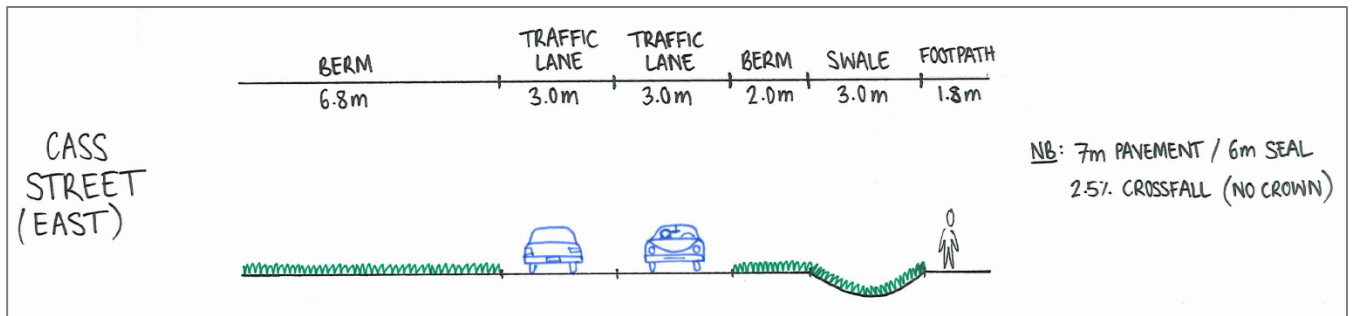 BERM
TRAFFIC
LANE
TRAFFIC
LANE
BERM
SWALE
FOOTPATH
6.8m
3.0m
3.0m
2.0m
3.0m
1.8m
CASS
STREET
(EAST)
NB: 7m PAVEMENT / 6m SEAL
2.5% CROSSFALL (NO CROWN)